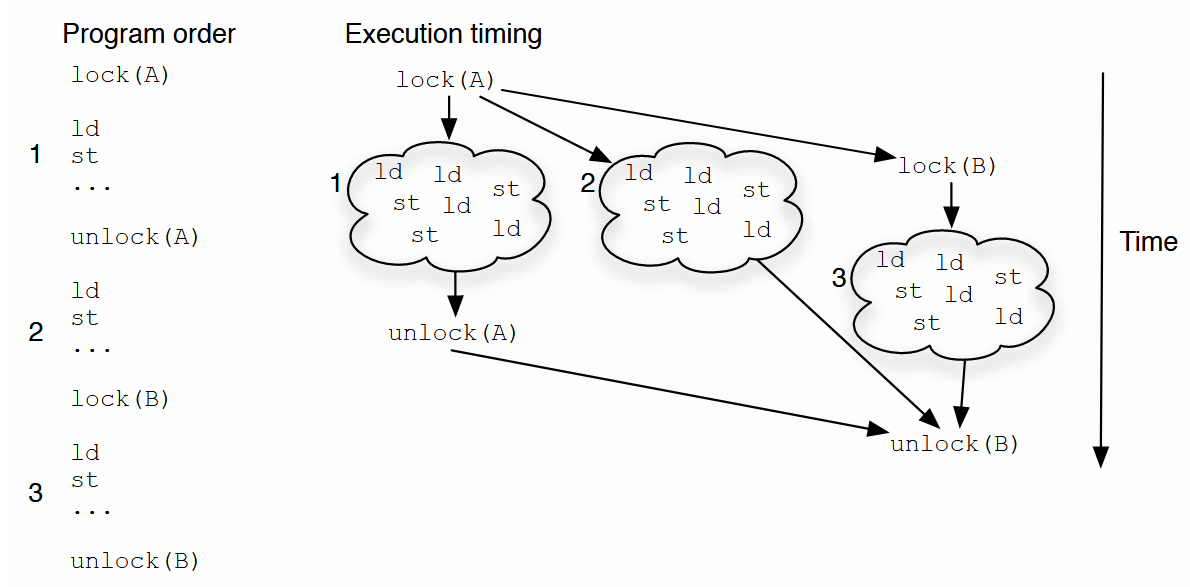 Program order
lock(A)
ld
1
st
...
unlock(A)
ld
st
2
...
lock(B)
ld
st
3
...
unlock(B)
Execution timing
lock(A)
1
ld ld st
st ld
st ld
unlock(A)
2
ld ld st
st ld
st ld
lock(B)
3
ld ld st
st ld
st ld
unlock(B)
Time